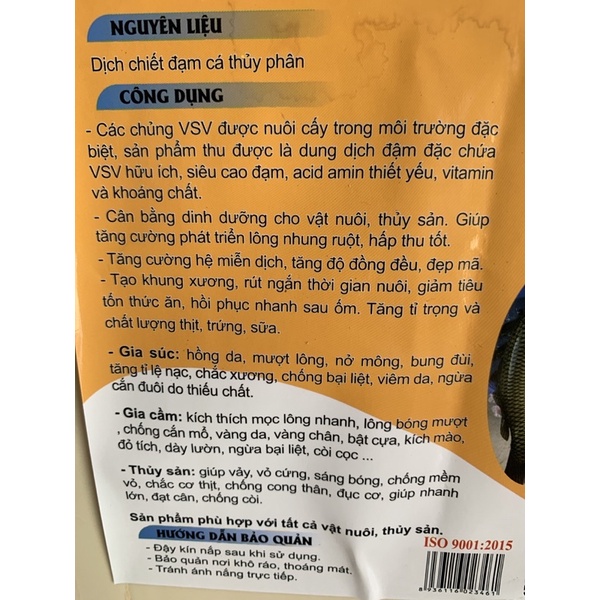 NGUYÊN LIỆU
Dịch chiết đạm cá thủy phân
CÔNG DỤNG
- Các chủng VSV được nuôi cấy trong môi trường đặc
biệt, sản phẩm thu được là dung dịch đậm đặc chứa
VSV hữu ích, siêu cao đạm, acid amin thiết yếu, vitamin
và khoáng chất.
- Cân bằng dinh dưỡng cho vật nuôi, thủy sản. Giúp
tăng cường phát triển lông nhung ruột, hấp thu tốt.
- Tăng cường hệ miễn dịch, tăng độ đồng đều, đẹp mã.
- Tạo khung xương, rút ngắn thời gian nuôi, giảm tiêu
tốn thức ăn, hồi phục nhanh sau ốm. Tăng tỉ trọng và
chất lượng thịt, trứng, sữa.
- Gia súc: hồng da, mượt lông, nở mông, bung đùi,
tăng tỉ lệ nạc, chắc xương, chống bại liệt, viêm da, ngừa
cắn đuôi do thiếu chất.
- Gia cầm: kích thích mọc lông nhanh, lông bóng mượt
, chống cắn mổ, vàng da, vàng chân, bật cựa, kích mào,
đỏ tích, dày lườn, ngừa bại liệt, còi cọc ...
- Thủy sản: giúp vảy, vỏ cứng, sáng bóng, chống mềm
vỏ, chắc cơ thịt, chống cong thân, đục cơ, giúp nhanh
lớn, đạt cân, chống còi.
Sản phẩm phù hợp với tất cả vật nuôi, thủy sản.
HƯỚNG DẪN BẢO QUẢN
- Đậy kín nắp sau khi sử dụng.
- Bảo quản nơi khô ráo, thoáng mát.
- Tránh ánh nắng trực tiếp.
ISO 9001:2015
8 936116 023461